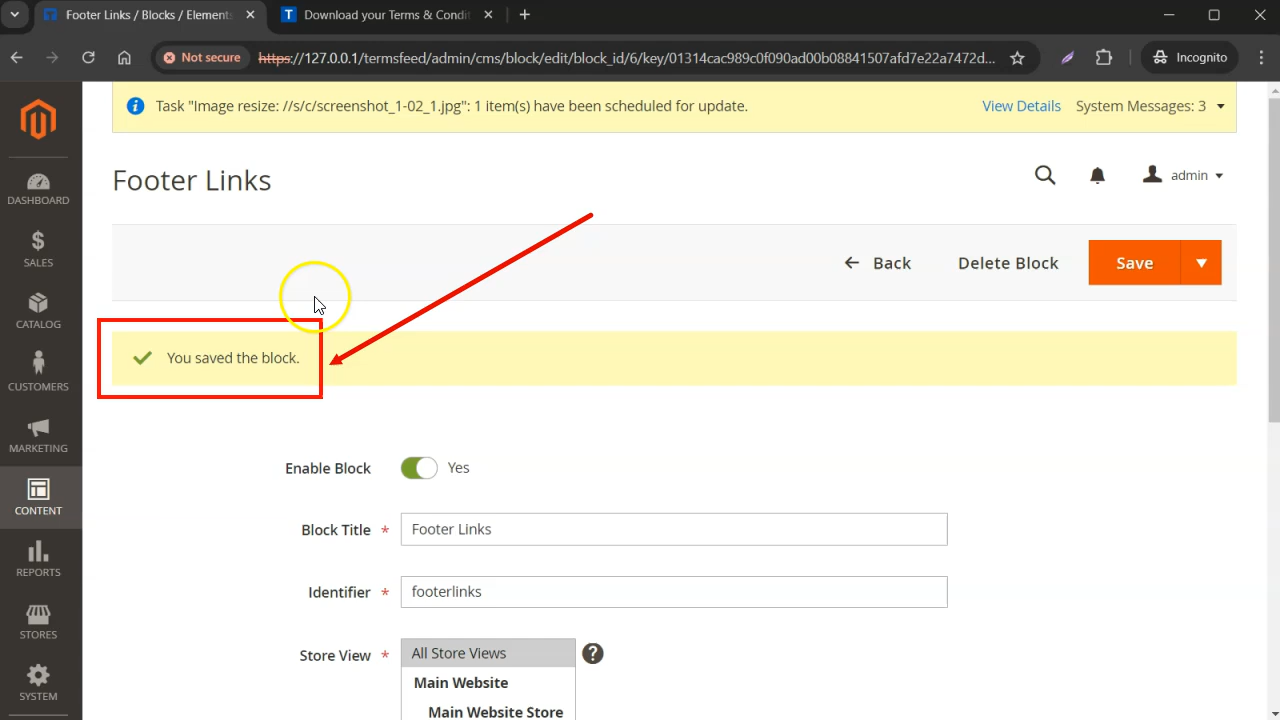 Footer Links / Blocks / Elements
Download your Terms & Condit
Not secure
https://127.0.0.1/termsfeed/admin/cms/block/edit/block_id/6/key/01314cac989c0f090ad00b08841507afd7e22a7472d...
Incognito
Task "Image resize: //s/c/screenshot_1-02_1.jpg": 1 item(s) have been scheduled for update.
View Details
System Messages: 3
Footer Links
admin
Back
Delete Block
Save
You saved the block.
Enable Block
Yes
Block Title *
Footer Links
Identifier *
footerlinks
Store View *
All Store Views
?
Main Website
Main Website Store
DASHBOARD
$
SALES
CATALOG
CUSTOMERS
MARKETING
CONTENT
REPORTS
STORES
SYSTEM